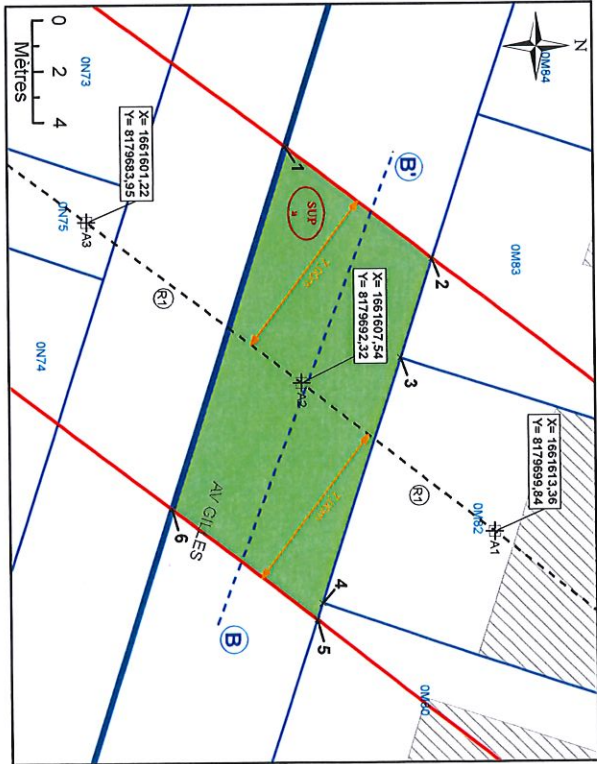 N
0M84
0M83
0N73
0
2
4
Mètres
X= 1661601,22
Y= 8179683,95
A3
0N75
0N74
R1
1
SUP
B'
2
3
X= 1661607,54
Y= 8179692,32
A2
X= 1661613,36
Y= 8179699,84
A1
0M82
R1
4
5
6
AV GILLES
B
0M80